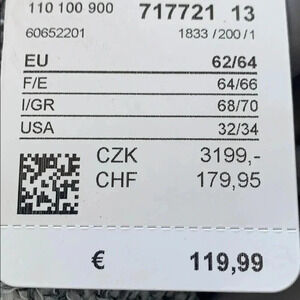 110 100 900 717721 13
60652201 1833 /200 /1
EU 62/64
F/E 64/66
I/GR 68/70
USA 32/34
CZK 3199,-
CHF 179,95
€ 119,99